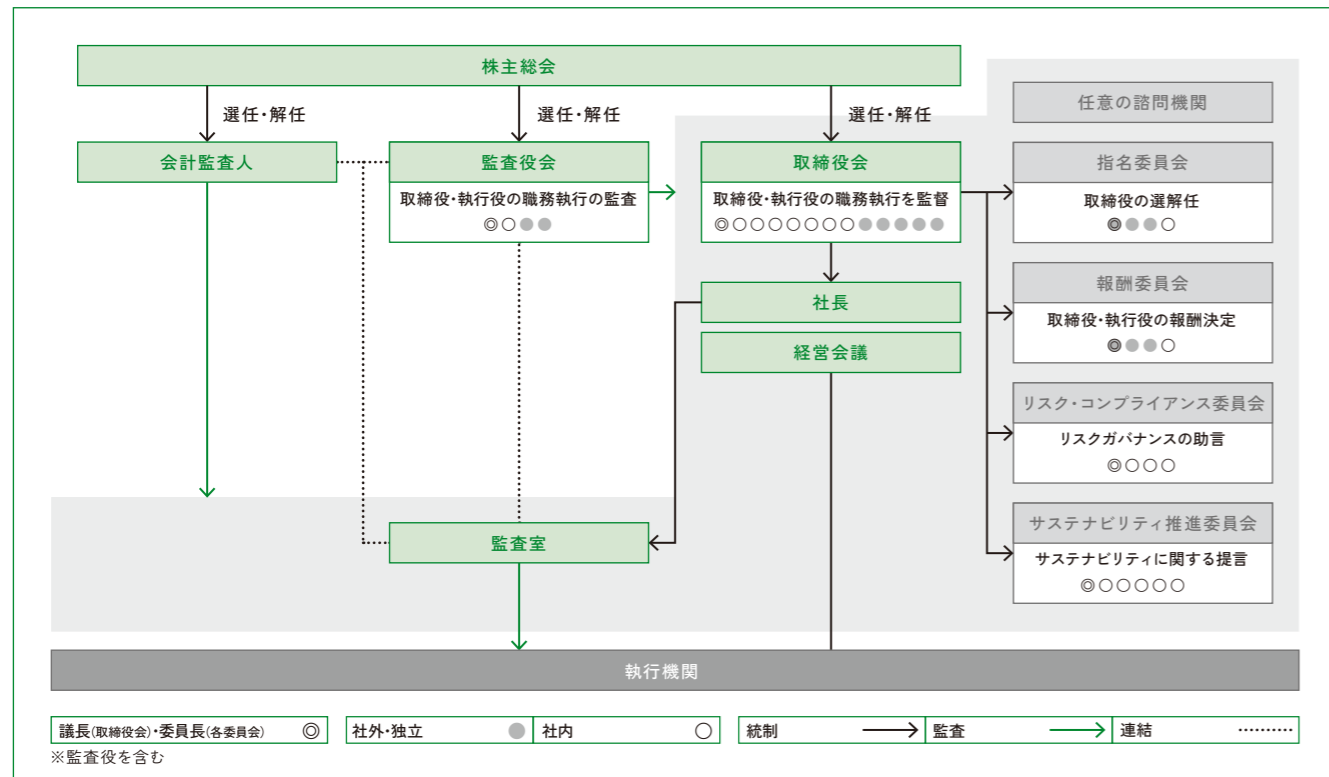 株主総会
選任・解任
選任・解任
選任・解任
任意の諮問機関
会計監査人
監査役会
取締役・執行役の職務執行の監査
◎○●●
取締役会
取締役・執行役の職務執行を監督
◎○○○○○○○●●●●●
指名委員会
取締役の選解任
◎●●○
社長
経営会議
報酬委員会
取締役・執行役の報酬決定
◎●●○
リスク・コンプライアンス委員会
リスクガバナンスの助言
◎○○○
監査室
サステナビリティ推進委員会
サステナビリティに関する提言
◎○○○○○
執行機関
議長(取締役会)・委員長(各委員会) ◎ 社外・独立 ● 社内 ○ 統制 監査 連結
※監査役を含む